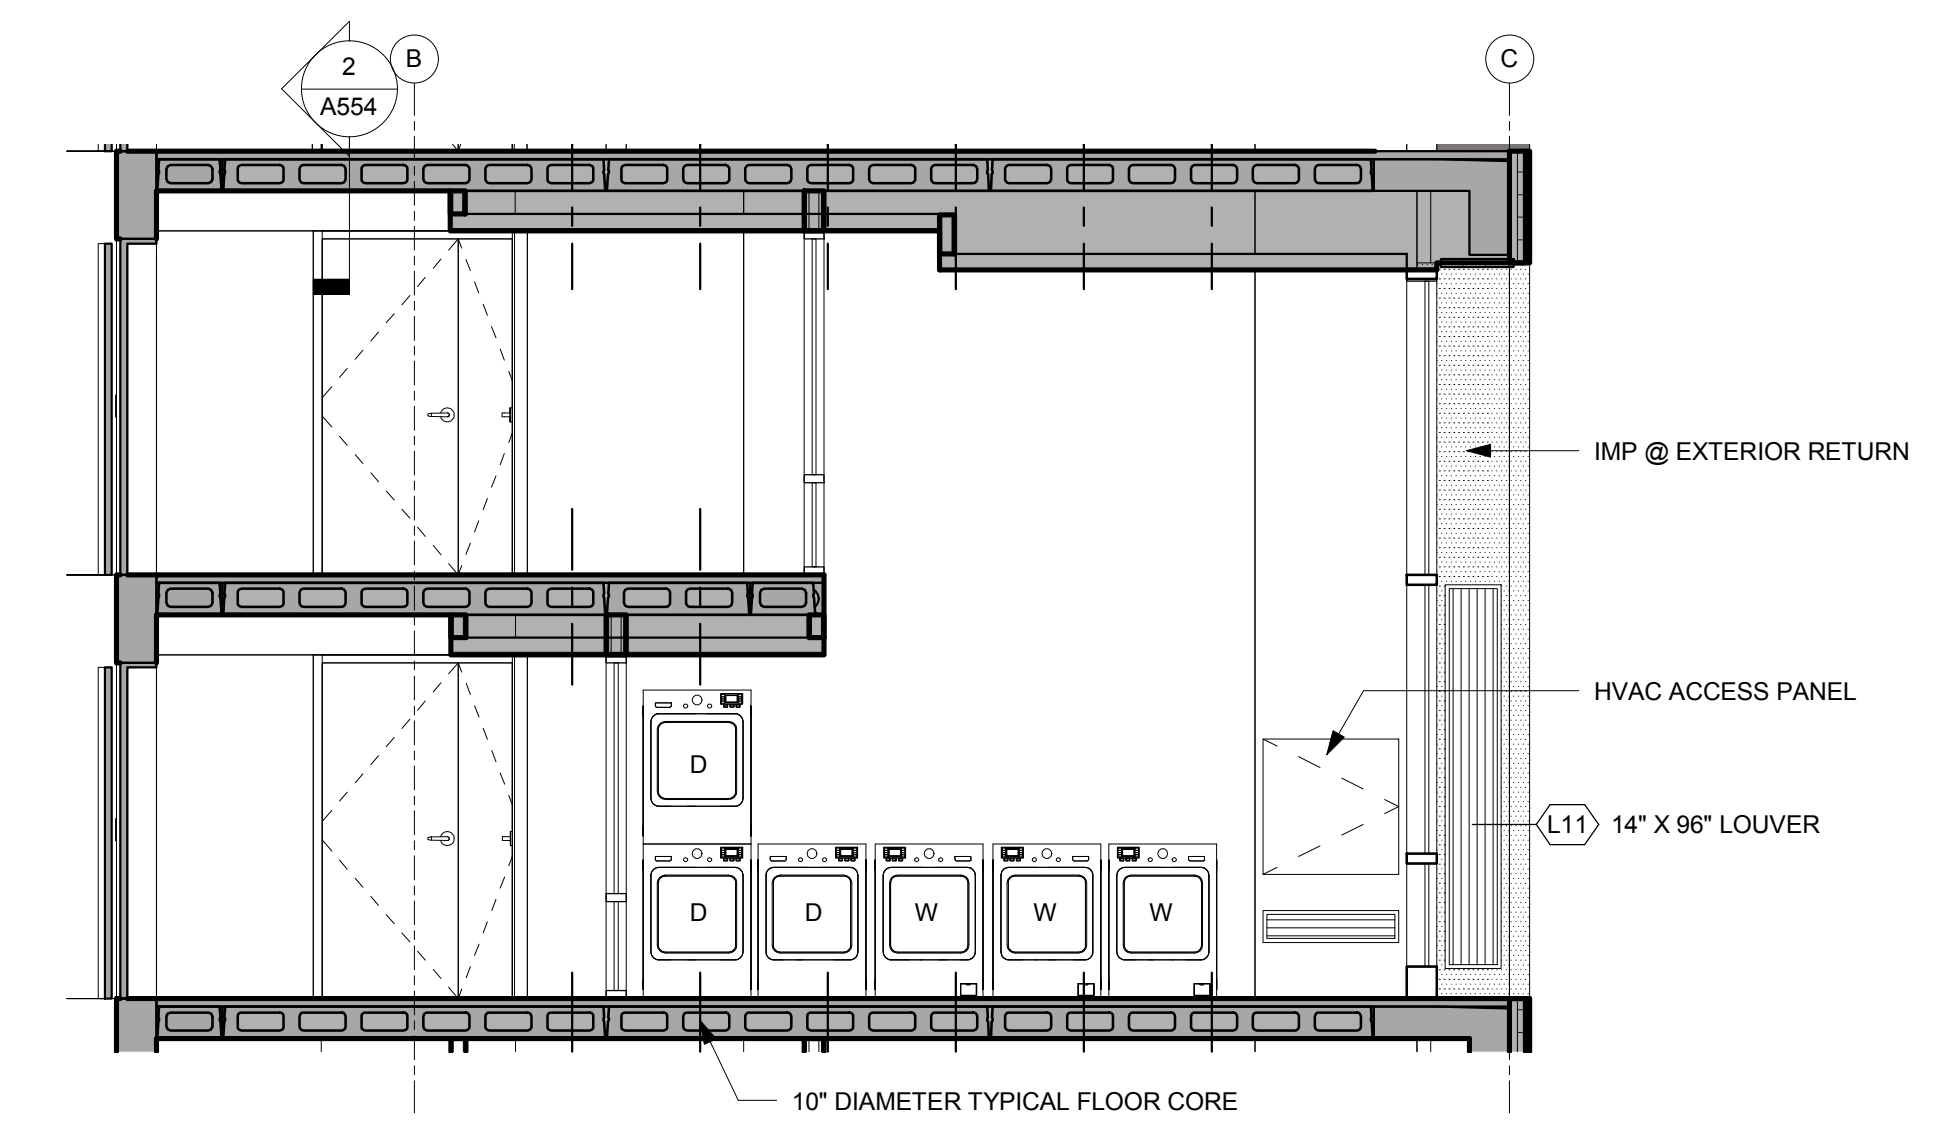 2
A554
B
C
IMP @ EXTERIOR RETURN
HVAC ACCESS PANEL
D
L11 14" X 96" LOUVER
D
D
W
W
W
10" DIAMETER TYPICAL FLOOR CORE